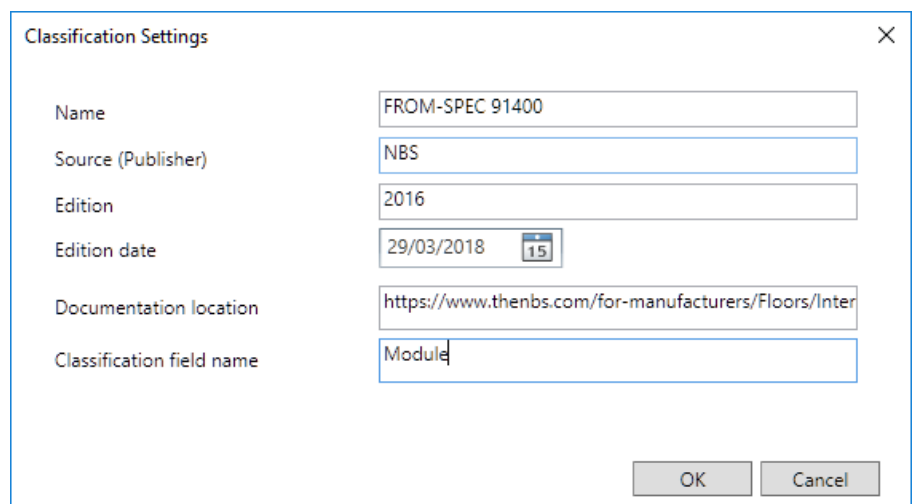 Classification Settings
Name FROM-SPEC 91400
Source (Publisher) NBS
Edition 2016
Edition date 29/03/2018 15
Documentation location https://www.thenbs.com/for-manufacturers/Floors/Inter
Classification field name Module
OK Cancel